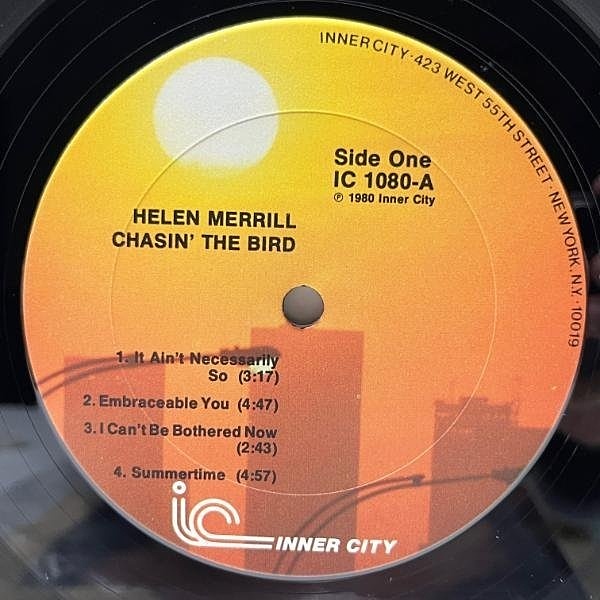 INNER CITY · 423 WEST 55TH STREET · NEW YORK, N.Y. 10019
Side One
IC 1080-A
℗ 1980 Inner City
HELEN MERRILL
CHASIN' THE BIRD
1. It Ain't Necessarily
So (3:17)
2. Embraceable You (4:47)
3. I Can't Be Bothered Now
(2:43)
4. Summertime (4:57)
ic
INNER CITY